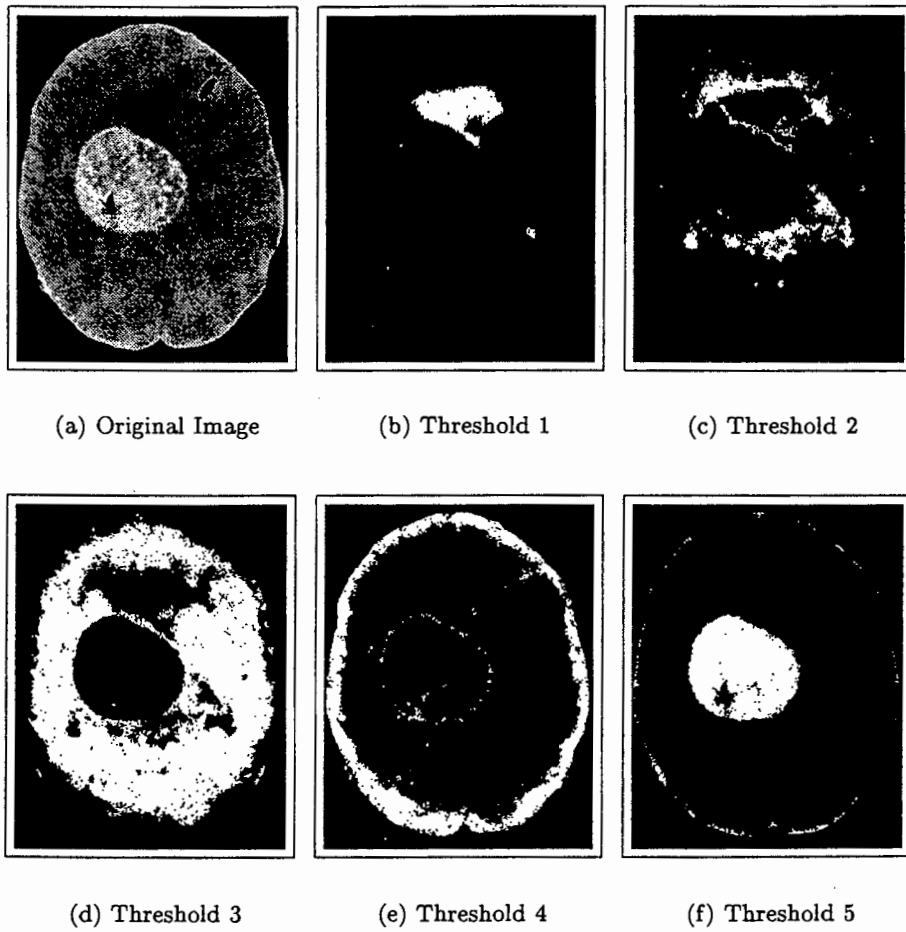 (a) Original Image
(b) Threshold 1
(c) Threshold 2
(d) Threshold 3
(e) Threshold 4
(f) Threshold 5